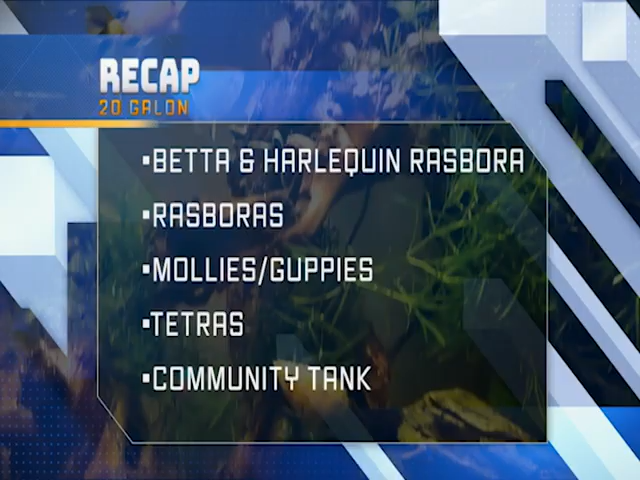 RECAP
20 GALON
▪BETTA & HARLEQUIN RASBORA
▪RASBORAS
▪MOLLIES/GUPPIES
▪TETRAS
▪COMMUNITY TANK